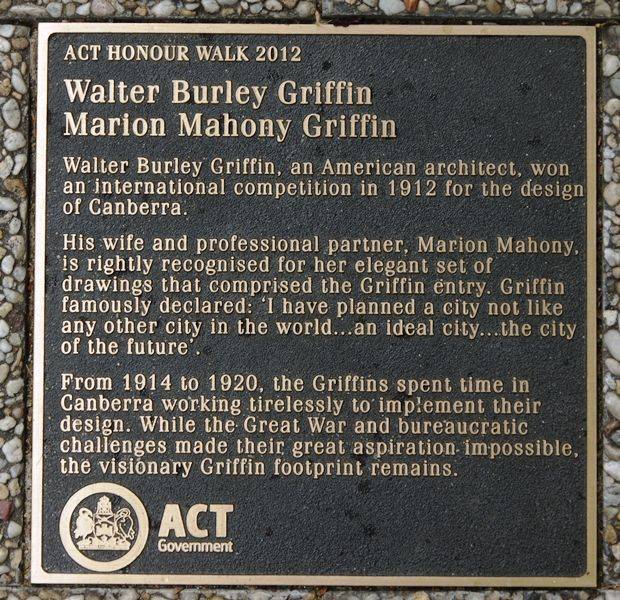 ACT HONOUR WALK 2012
Walter Burley Griffin
Marion Mahony Griffin
Walter Burley Griffin, an American architect, won
an international competition in 1912 for the design
of Canberra.
His wife and professional partner, Marion Mahony,
is rightly recognised for her elegant set of
drawings that comprised the Griffin entry. Griffin
famously declared: 'I have planned a city not like
any other city in the world...an ideal city...the city
of the future'.
From 1914 to 1920, the Griffins spent time in
Canberra working tirelessly to implement their
design. While the Great War and bureaucratic
challenges made their great aspiration impossible,
the visionary Griffin footprint remains.
ACT
Government